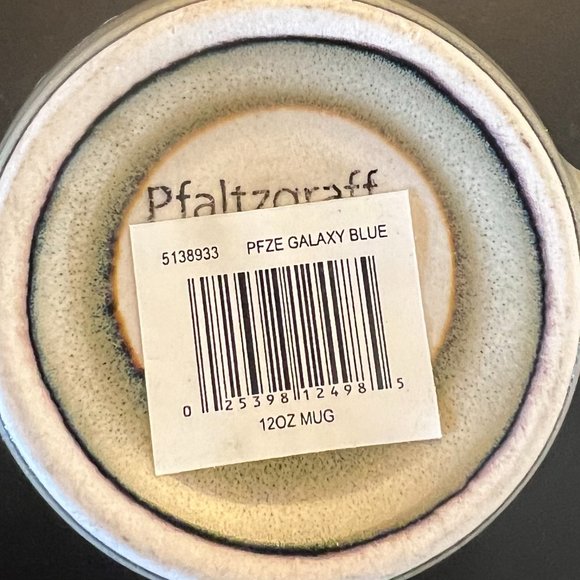 Pfaltzgraff
5138933 PFZE GALAXY BLUE
0 25398 12498 5
12OZ MUG